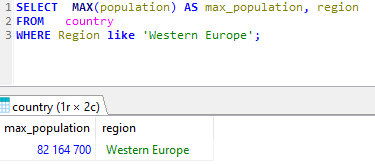 1 SELECT MAX(population) AS max_population, region
2 FROM country
3 WHERE Region like 'Western Europe';
country (1r × 2c)
max_population region
82 164 700 Western Europe